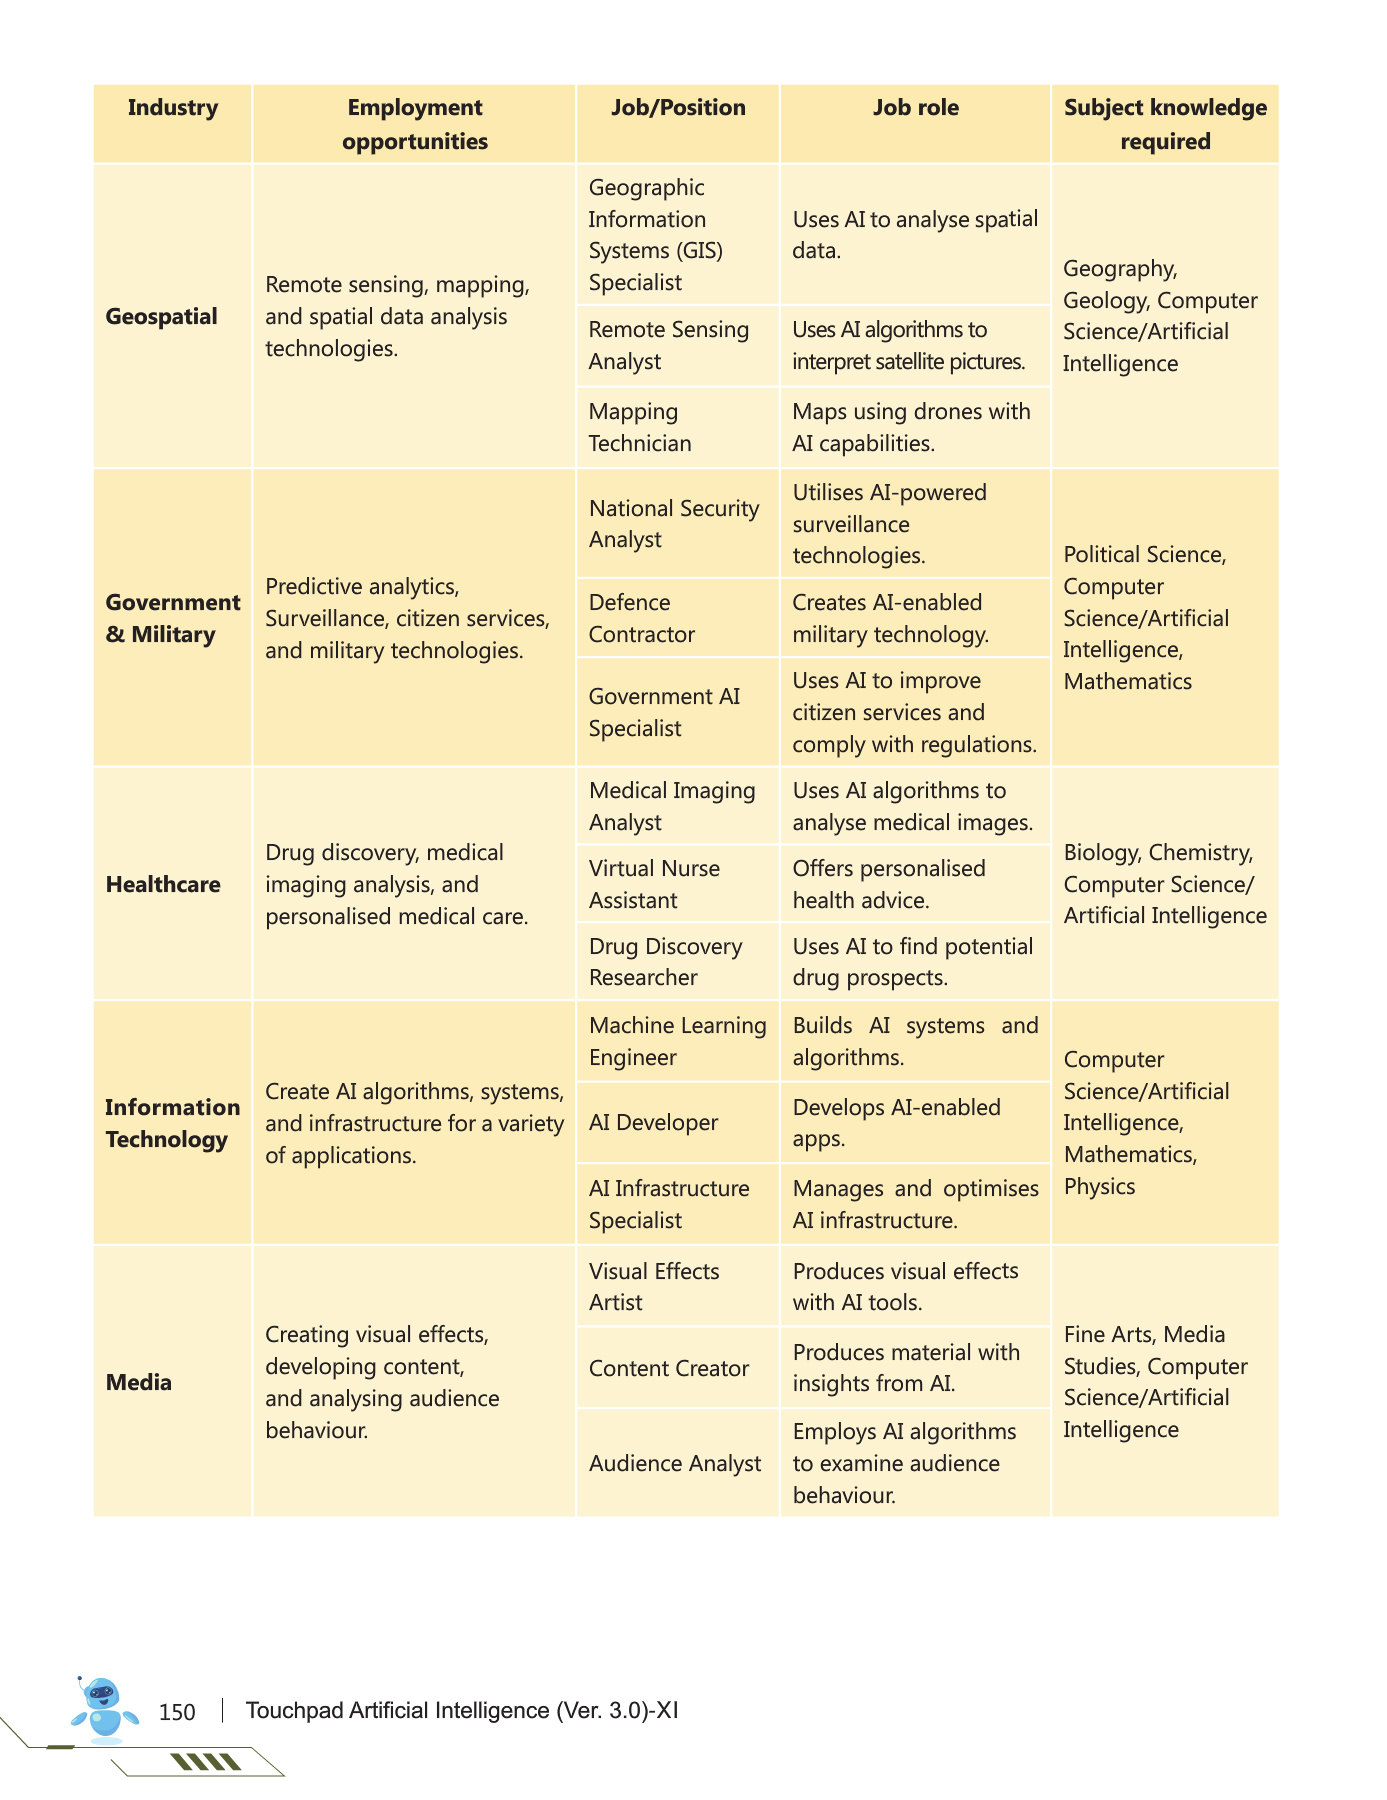 Industry
Employment
opportunities
Job/Position
Job role
Subject knowledge
required
Geospatial
Remote sensing, mapping,
and spatial data analysis
technologies.
Geographic
Information
Systems (GIS)
Specialist
Uses AI to analyse spatial
data.
Remote Sensing
Analyst
Uses AI algorithms to
interpret satellite pictures.
Mapping
Technician
Maps using drones with
AI capabilities.
Geography,
Geology, Computer
Science/Artificial
Intelligence
Government
& Military
Predictive analytics,
Surveillance, citizen services,
and military technologies.
National Security
Analyst
Utilises AI-powered
surveillance
technologies.
Defence
Contractor
Creates AI-enabled
military technology.
Government AI
Specialist
Uses AI to improve
citizen services and
comply with regulations.
Political Science,
Computer
Science/Artificial
Intelligence,
Mathematics
Healthcare
Drug discovery, medical
imaging analysis, and
personalised medical care.
Medical Imaging
Analyst
Uses AI algorithms to
analyse medical images.
Virtual Nurse
Assistant
Offers personalised
health advice.
Drug Discovery
Researcher
Uses AI to find potential
drug prospects.
Biology, Chemistry,
Computer Science/
Artificial Intelligence
Information
Technology
Create AI algorithms, systems,
and infrastructure for a variety
of applications.
Machine Learning
Engineer
Builds AI systems and
algorithms.
AI Developer
Develops AI-enabled
apps.
AI Infrastructure
Specialist
Manages and optimises
AI infrastructure.
Computer
Science/Artificial
Intelligence,
Mathematics,
Physics
Media
Creating visual effects,
developing content,
and analysing audience
behaviour.
Visual Effects
Artist
Produces visual effects
with AI tools.
Content Creator
Produces material with
insights from AI.
Audience Analyst
Employs AI algorithms
to examine audience
behaviour.
Fine Arts, Media
Studies, Computer
Science/Artificial
Intelligence
150 Touchpad Artificial Intelligence (Ver. 3.0)-XI